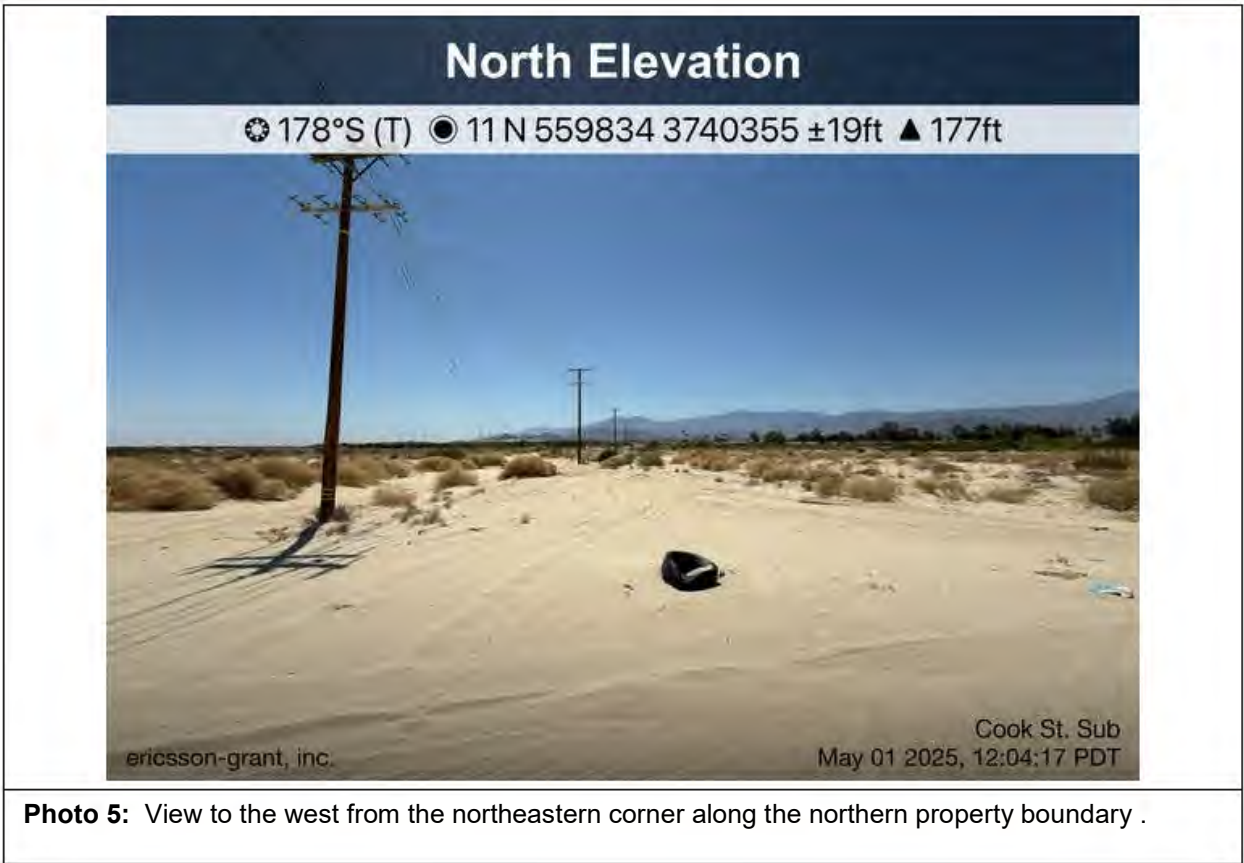 North Elevation
178°S (T) 11 N 559834 3740355 ±19ft ▲ 177ft
ericsson-grant, inc.
Cook St. Sub
May 01 2025, 12:04:17 PDT
Photo 5: View to the west from the northeastern corner along the northern property boundary .